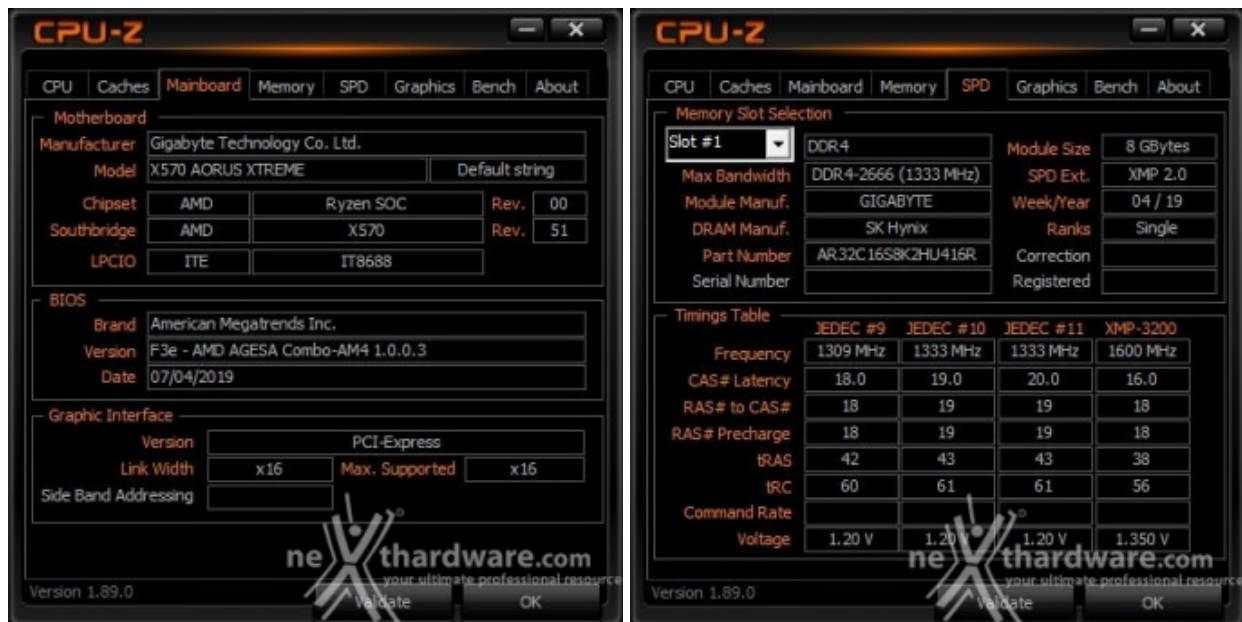 CPU-Z
CPU Caches Mainboard Memory SPD Graphics Bench About
Motherboard
Manufacturer Gigabyte Technology Co. Ltd.
Model X570 AORUS XTREME Default string
Chipset AMD Ryzen SOC Rev. 00
Southbridge AMD X570 Rev. 51
LPCIO ITE IT8688
BIOS
Brand American Megatrends Inc.
Version F3e - AMD AGESA Combo-AM4 1.0.0.3
Date 07/04/2019
Graphic Interface
Version PCI-Express
Link Width x16 Max. Supported x16
Side Band Addressing
nexthardware.com
your ultimate professional resource
Version 1.89.0 Validate OK
CPU-Z
CPU Caches Mainboard Memory SPD Graphics Bench About
Memory Slot Selection
Slot #1 DDR4 Module Size 8 GBytes
Max Bandwidth DDR4-2666 (1333 MHz) SPD Ext. XMP 2.0
Module Manuf. GIGABYTE Week/Year 04 / 19
DRAM Manuf. SK Hynix Ranks Single
Part Number AR32C16S8K2HU416R Correction
Serial Number Registered
Timings Table
JEDEC #9 JEDEC #10 JEDEC #11 XMP-3200
Frequency 1309 MHz 1333 MHz 1333 MHz 1600 MHz
CAS# Latency 18.0 19.0 20.0 16.0
RAS# to CAS# 18 19 19 18
RAS# Precharge 18 19 19 18
tRAS 42 43 43 38
tRC 60 61 61 56
Command Rate
Voltage 1.20 V 1.20 V 1.20 V 1.350 V
nexthardware.com
your ultimate professional resource
Version 1.89.0 Validate OK